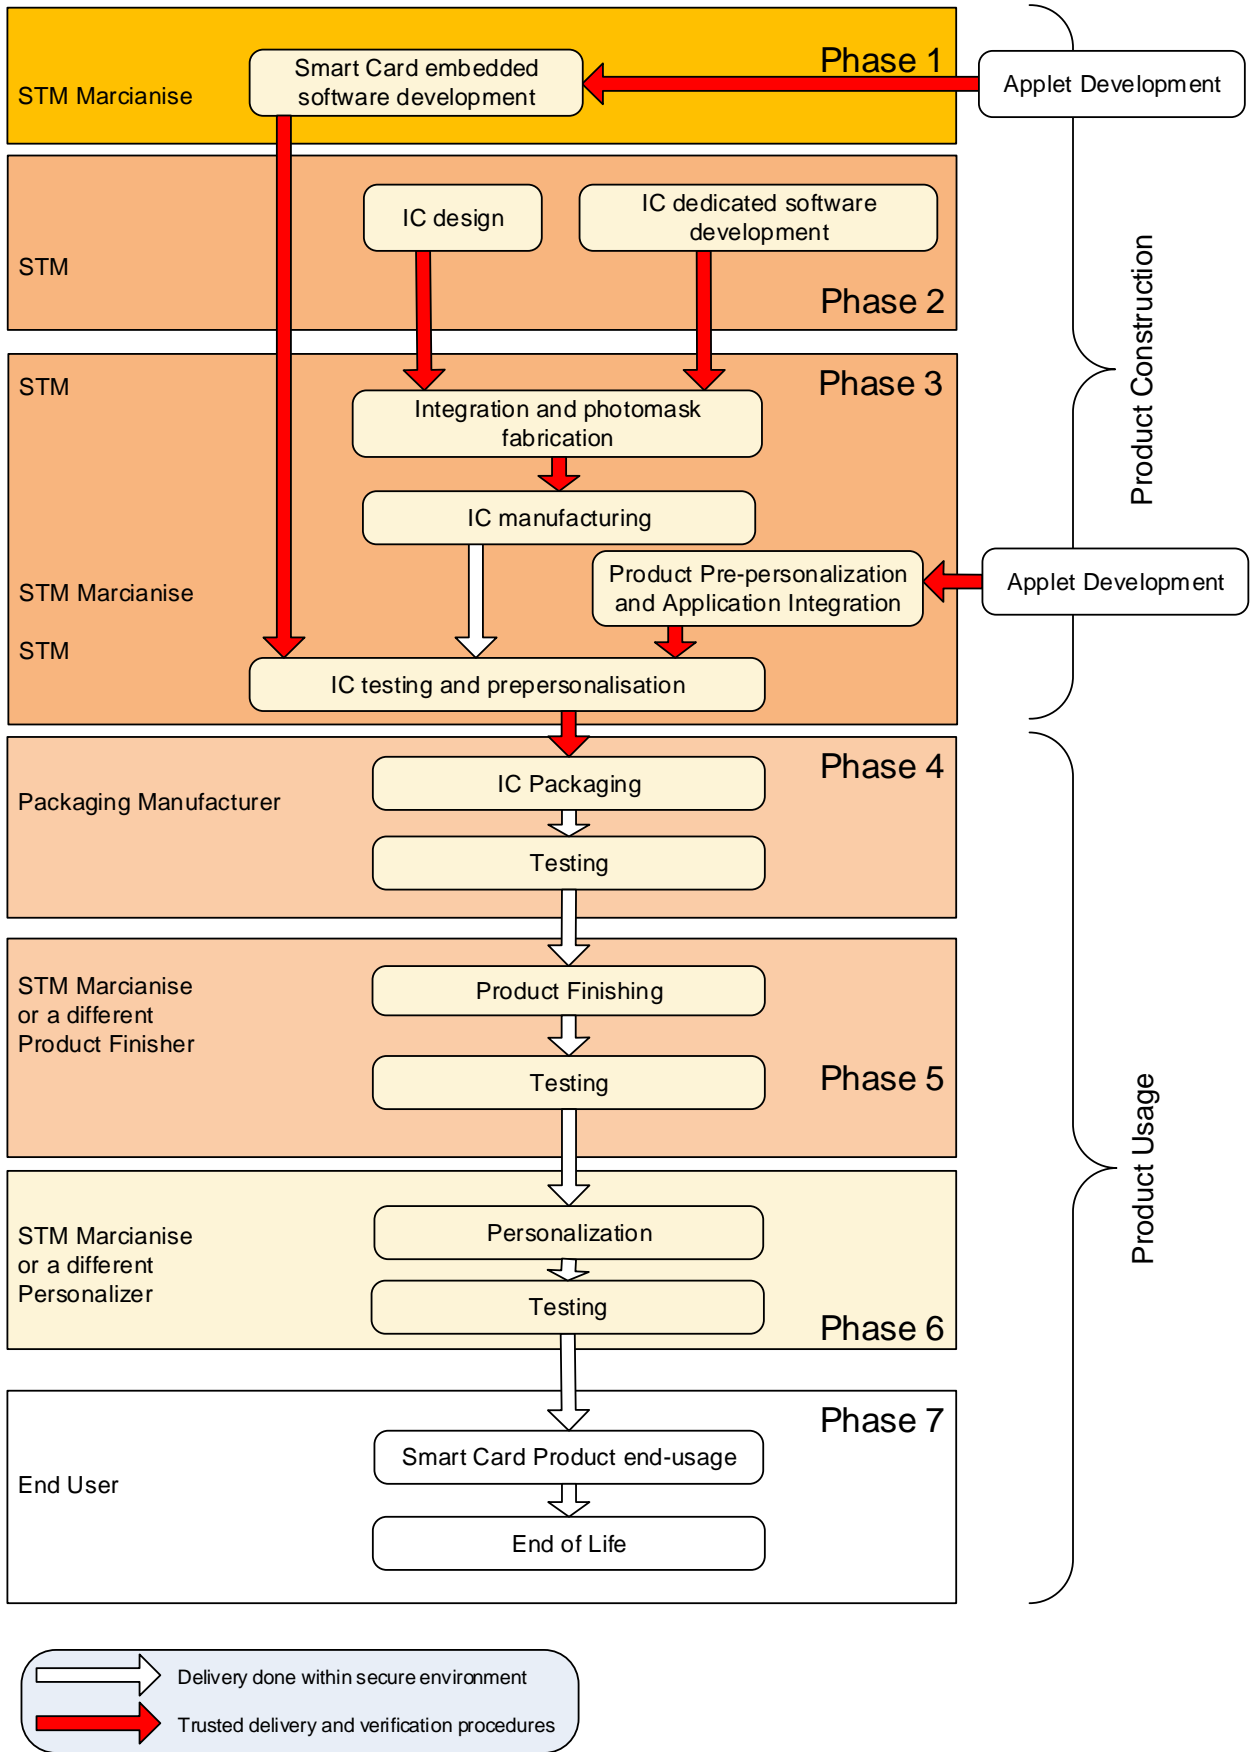 Phase 1
Smart Card embedded
software development
Applet Development
STM Marcianise
IC design
IC dedicated software
development
STM
Phase 2
Product Construction
STM
Phase 3
Integration and photomask
fabrication
IC manufacturing
Product Pre-personalization
and Application Integration
Applet Development
STM Marcianise
STM
IC testing and prepersonalisation
Phase 4
IC Packaging
Packaging Manufacturer
Testing
STM Marcianise
or a different
Product Finisher
Product Finishing
Testing
Phase 5
Product Usage
STM Marcianise
or a different
Personalizer
Personalization
Testing
Phase 6
Phase 7
Smart Card Product end-usage
End User
End of Life
Delivery done within secure environment
Trusted delivery and verification procedures